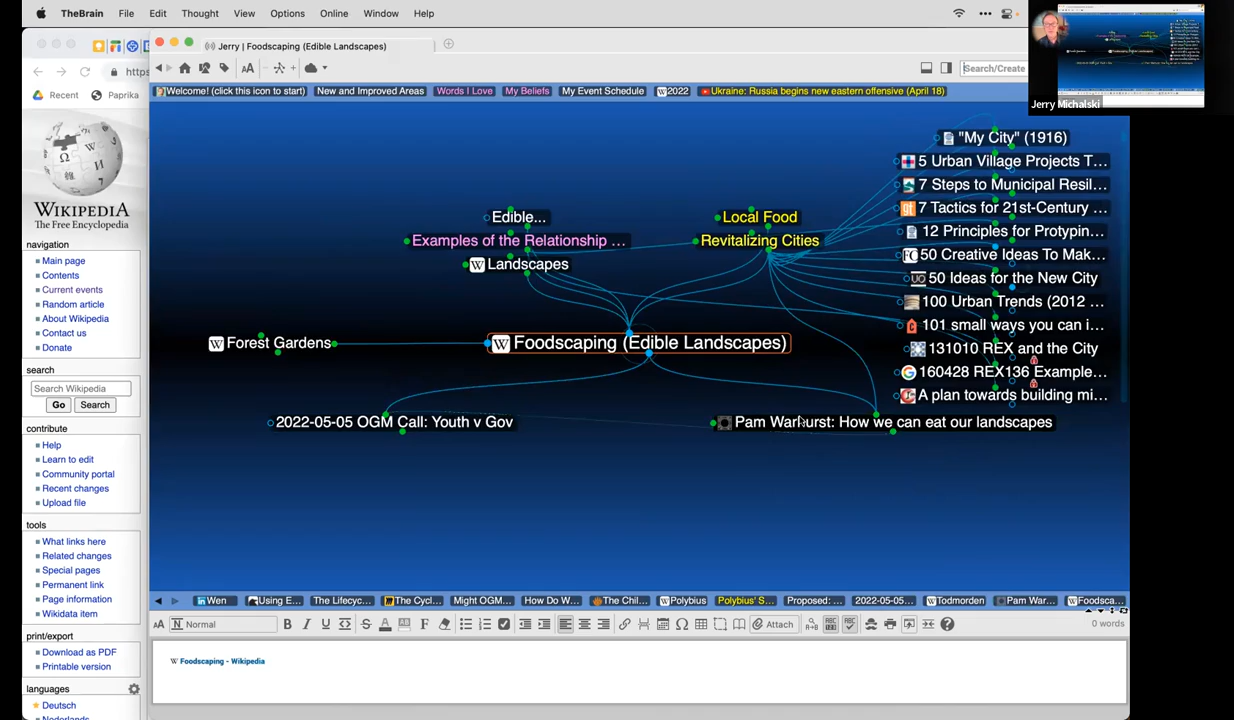 TheBrain File Edit Thought View Options Online Window Help
Jerry | Foodscaping (Edible Landscapes)
https
Search/Create
Recent Paprika
Welcome! (click this icon to start) New and Improved Areas Words I Love My Beliefs My Event Schedule 2022 Ukraine: Russia begins new eastern offensive (April 18)
Jerry Michalski
WIKIPEDIA
The Free Encyclopedia
navigation
Main page
Contents
Current events
Random article
About Wikipedia
Contact us
Donate
search
Search Wikipedia
Go Search
contribute
Help
Learn to edit
Community portal
Recent changes
Upload file
tools
What links here
Related changes
Special pages
Permanent link
Page information
Wikidata item
print/export
Download as PDF
Printable version
languages
Deutsch
Nederlands
Edible...
Examples of the Relationship ...
Landscapes
Local Food
Revitalizing Cities
"My City" (1916)
5 Urban Village Projects T...
7 Steps to Municipal Resil...
7 Tactics for 21st-Century ...
12 Principles for Protypin...
50 Creative Ideas To Mak...
50 Ideas for the New City
100 Urban Trends (2012 ...
101 small ways you can i...
131010 REX and the City
160428 REX136 Example...
A plan towards building mi...
Forest Gardens
Foodscaping (Edible Landscapes)
2022-05-05 OGM Call: Youth v Gov
Pam Warhurst: How we can eat our landscapes
Wen Using E... The Lifecyc... The Cycl... Might OGM... How Do W... The Chil... Polybius Polybius' S... Proposed: ... 2022-05-05... Todmorden Pam War... Foodsca...
Normal B I U S A F Attach 0 words
Foodscaping - Wikipedia